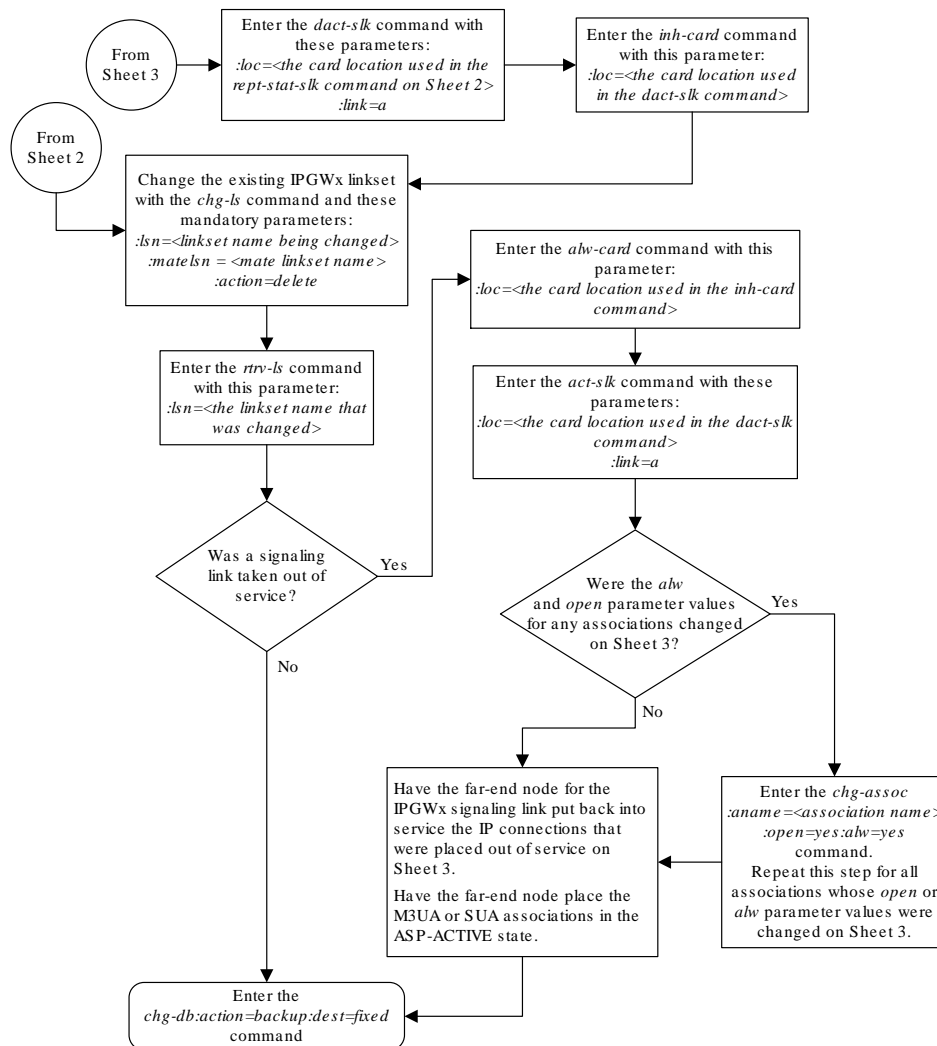 From
Sheet 3
Enter the dact-slk command with
these parameters:
:loc=<the card location used in the
rept-stat-slk command on Sheet 2>
:link=a
Enter the inh-card command
with this parameter:
:loc=<the card location used
in the dact-slk command>
From
Sheet 2
Change the existing IPGWx linkset
with the chg-ls command and these
mandatory parameters:
:lsn=<linkset name being changed>
:matelsn = <mate linkset name>
:action=delete
Enter the alw-card command with this
parameter:
:loc=<the card location used in the inh-card
command>
Enter the rtrv-ls command
with this parameter:
:lsn=<the linkset name that
was changed>
Enter the act-slk command with these
parameters:
:loc=<the card location used in the dact-slk
command>
:link=a
Was a signaling
link taken out of
service?
Yes
No
Were the alw
and open parameter values
for any associations changed
on Sheet 3?
Yes
No
Have the far-end node for the
IPGWx signaling link put back into
service the IP connections that
were placed out of service on
Sheet 3.
Have the far-end node place the
M3UA or SUA associations in the
ASP-ACTIVE state.
Enter the chg-assoc
:aname=<association name>
:open=yes:alw=yes
command.
Repeat this step for all
associations whose open or
alw parameter values were
changed on Sheet 3.
Enter the
chg-db:action=backup:dest=fixed
command